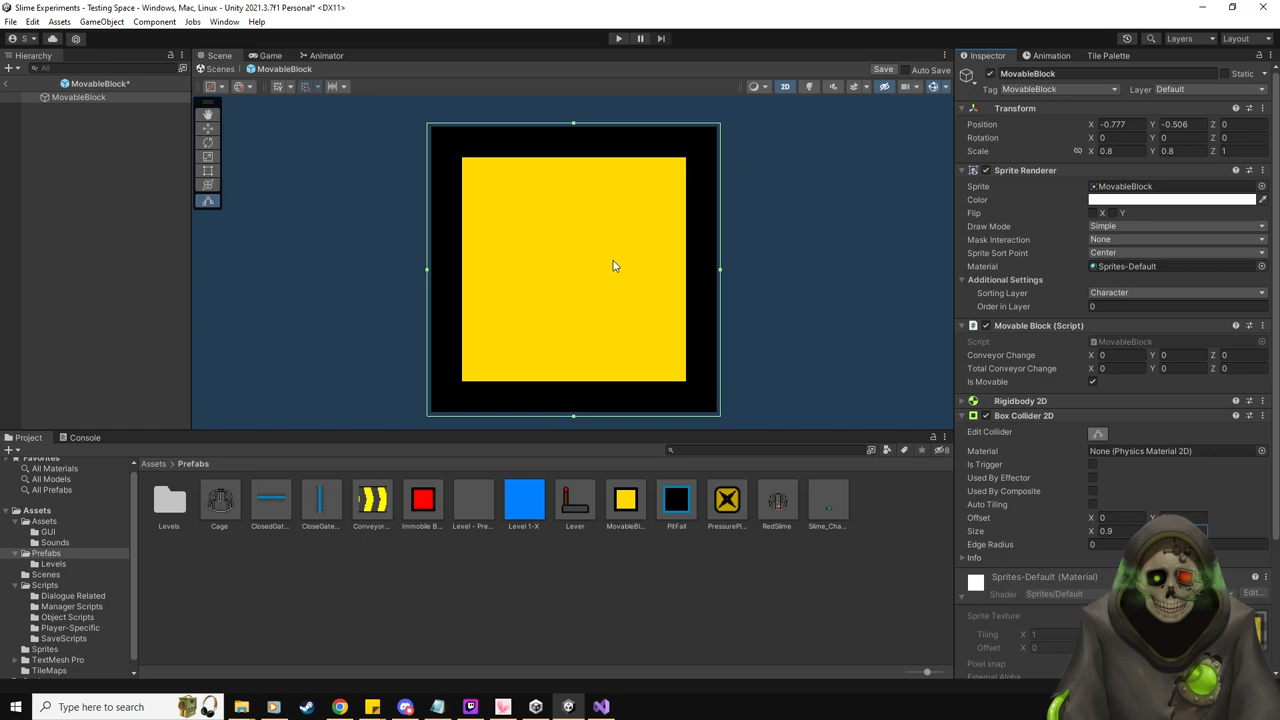 Slime Experiments - Testing Space - Windows, Mac, Linux - Unity 2021.3.7f1 Personal* <DX11>
File Edit Assets GameObject Component Jobs Window Help
S Layers Layout
Hierarchy Scene Game Animator Inspector Animation Tile Palette
All Scenes MovableBlock Save Auto Save MovableBlock Static
MovableBlock* 2D Tag MovableBlock Layer Default
MovableBlock Transform
Position X -0.777 Y -0.506 Z 0
Rotation X 0 Y 0 Z 0
Scale X 0.8 Y 0.8 Z 1
Sprite Renderer
Sprite MovableBlock
Color
Flip X Y
Draw Mode Simple
Mask Interaction None
Sprite Sort Point Center
Material Sprites-Default
Additional Settings
Sorting Layer Character
Order in Layer 0
Movable Block (Script)
Script MovableBlock
Conveyor Change X 0 Y 0 Z 0
Total Conveyor Change X 0 Y 0 Z 0
Is Movable
Rigidbody 2D
Box Collider 2D
Edit Collider
Material None (Physics Material 2D)
Is Trigger
Used By Effector
Used By Composite
Auto Tiling
Offset X 0 Y
Size X 0.9
Edge Radius 0
Info
Sprites-Default (Material)
Shader Sprites/Default Edit...
Sprite Texture
Tiling X 1
Offset X 0
Pixel snap
External Alpha
Project Console
8
Favorites
All Materials
All Models
All Prefabs
Assets
Assets
GUI
Sounds
Prefabs
Levels
Scenes
Scripts
Dialogue Related
Manager Scripts
Object Scripts
Player-Specific
SaveScripts
Sprites
TextMesh Pro
TileMaps
Assets Prefabs
Levels Cage ClosedGat... CloseGate... Conveyor... Immobile B... Level - Pre... Level 1-X Lever MovableBl... PitFall PressurePl... RedSlime Slime_Cha...
Type here to search